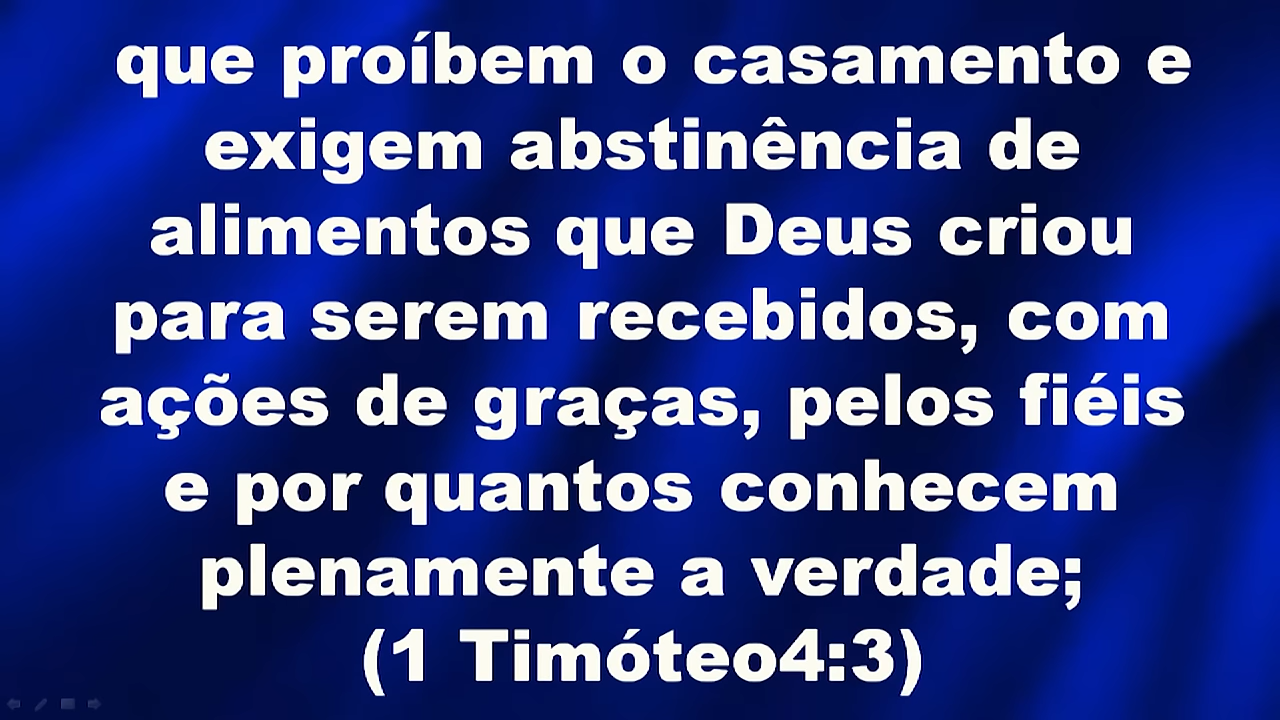 que proíbem o casamento e
exigem abstinência de
alimentos que Deus criou
para serem recebidos, com
ações de graças, pelos fiéis
e por quantos conhecem
plenamente a verdade;
(1 Timóteo4:3)